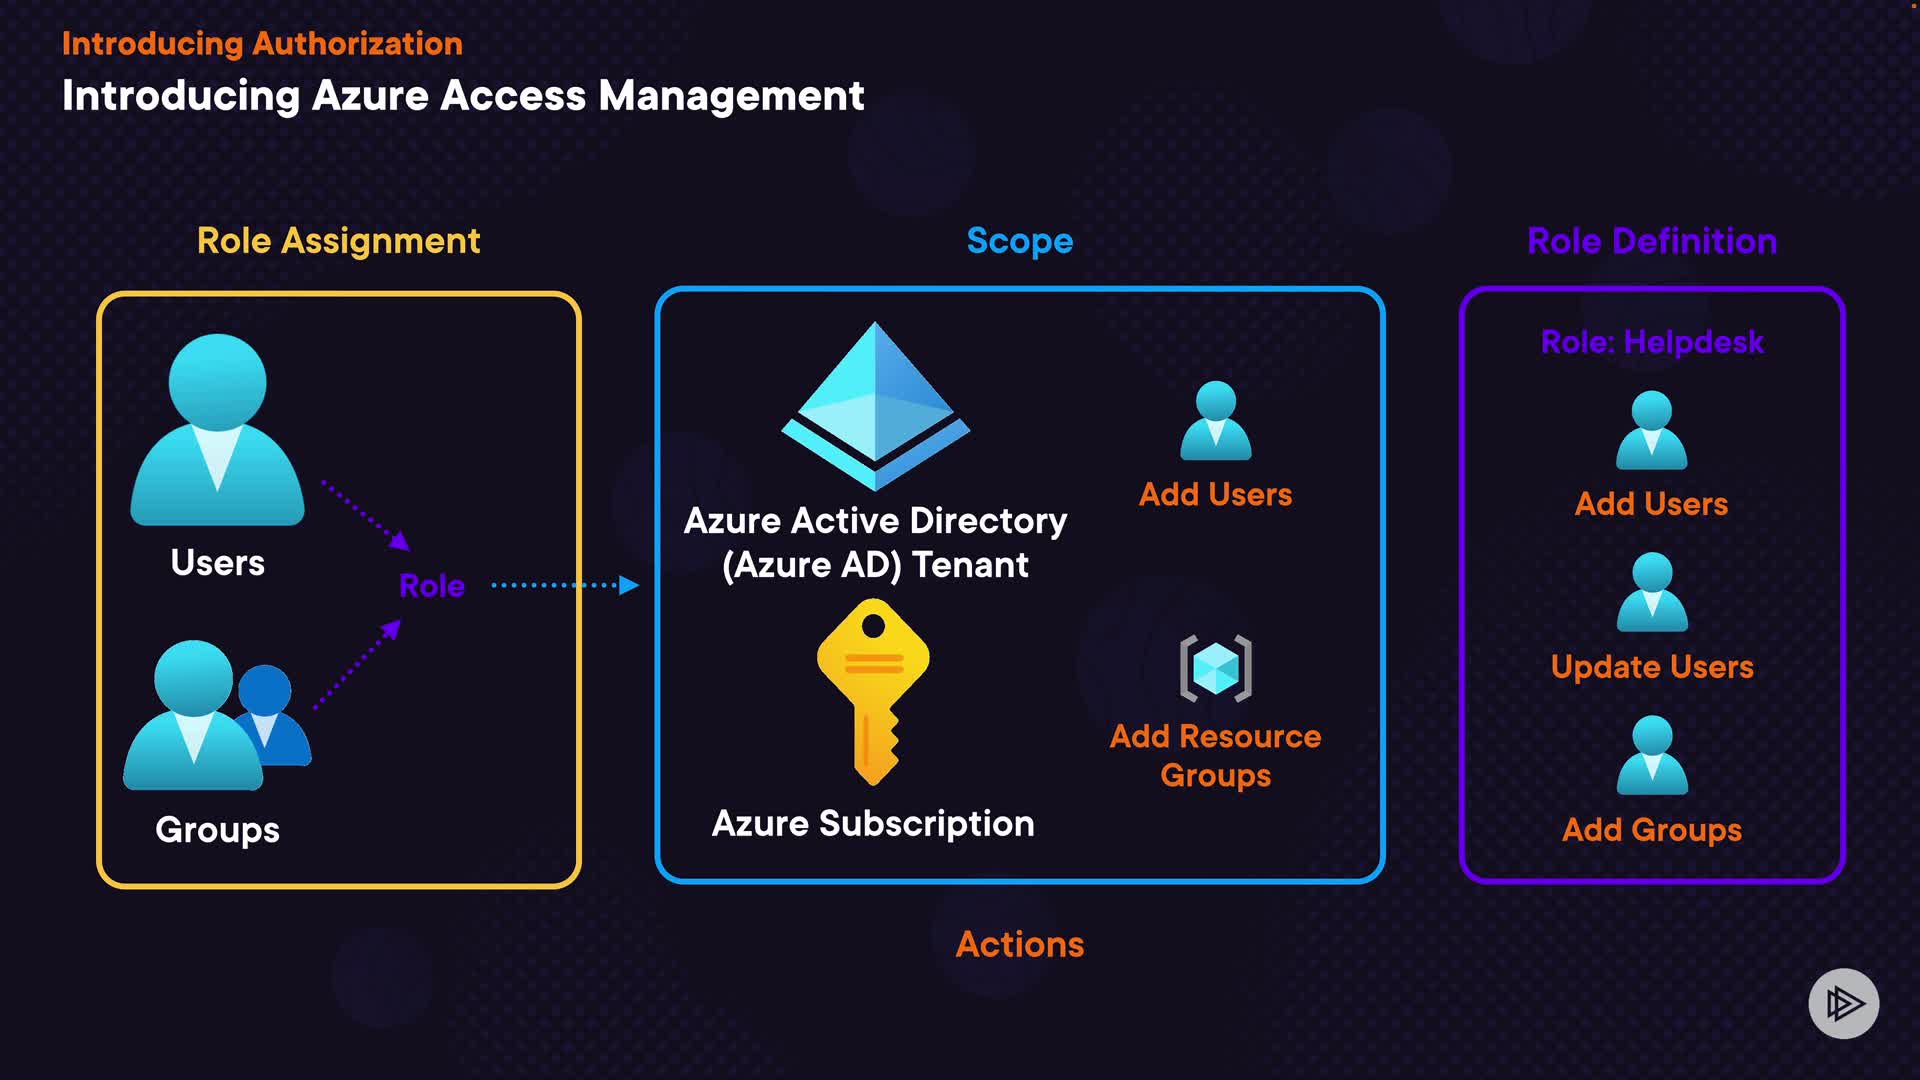 Introducing Authorization
Introducing Azure Access Management
Role Assignment
Users
Role
Groups
Scope
Azure Active Directory
(Azure AD) Tenant
Add Users
Azure Subscription
Add Resource
Groups
Actions
Role Definition
Role: Helpdesk
Add Users
Update Users
Add Groups